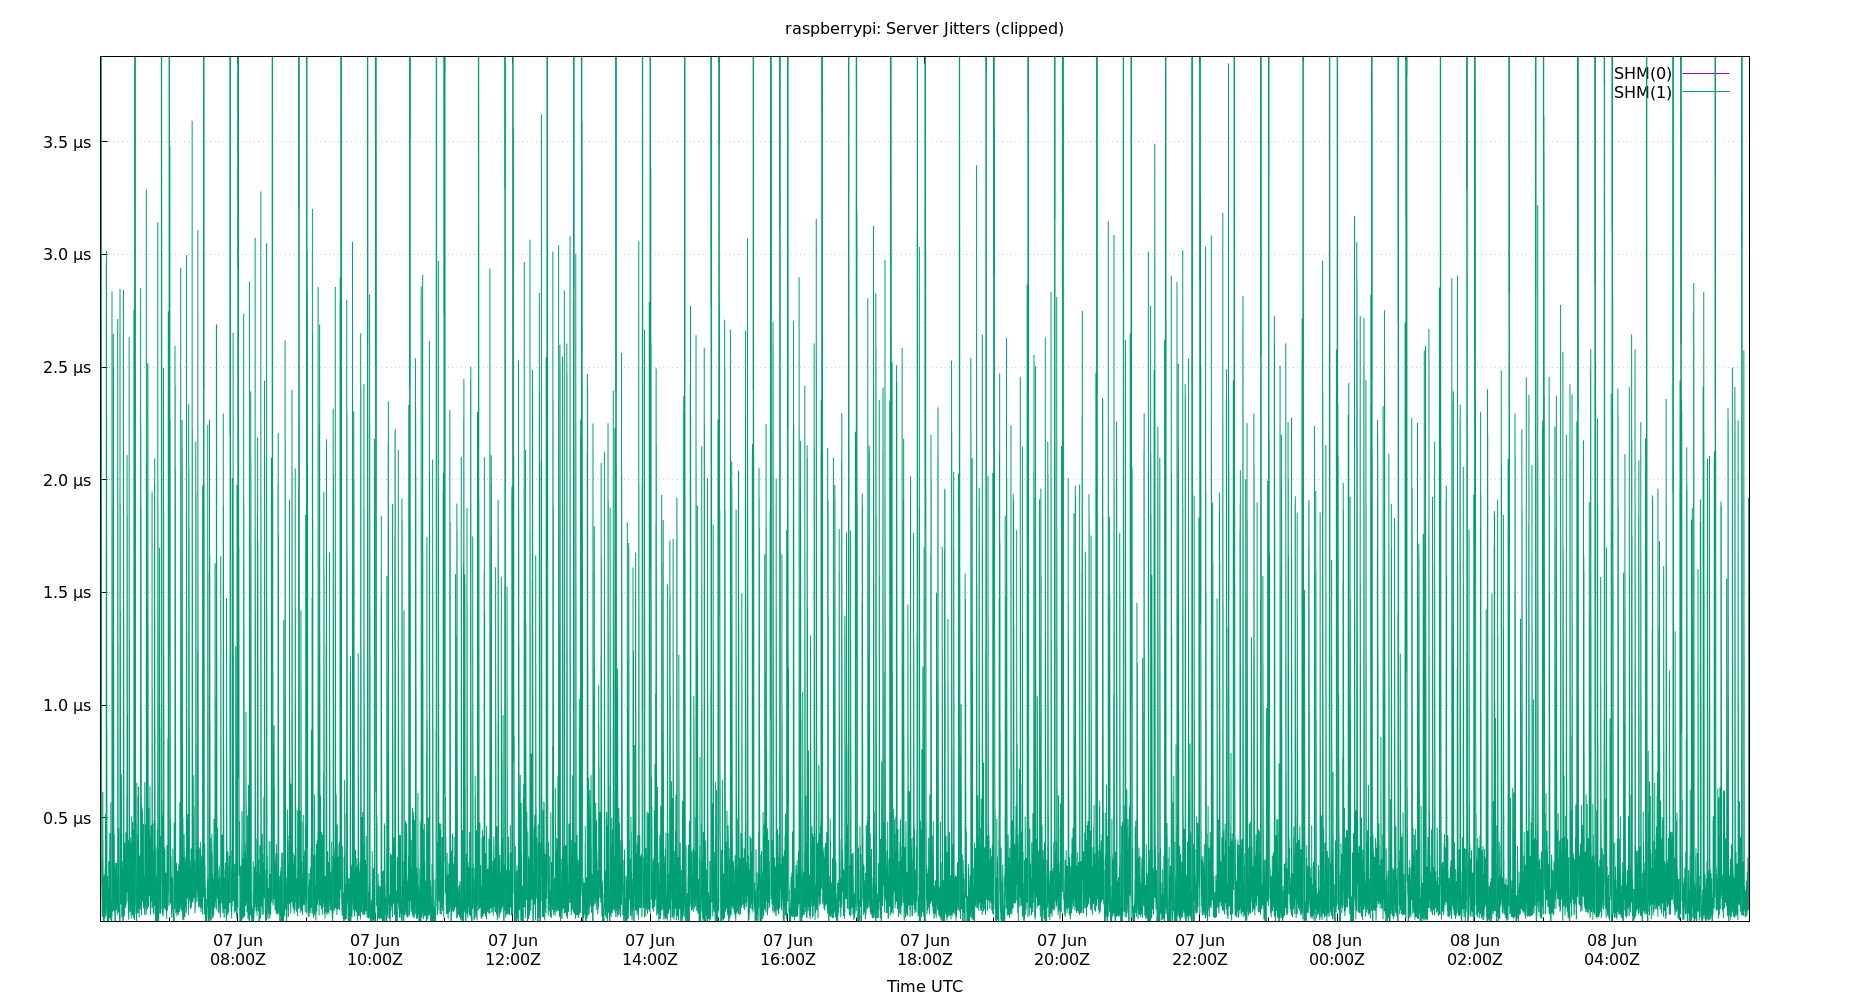 raspberrypi: Server Jitters (clipped)
SHM(0)
SHM(1)
3.5 µs
3.0 µs
2.5 µs
2.0 µs
1.5 µs
1.0 µs
0.5 µs
07 Jun 07 Jun 07 Jun 07 Jun 07 Jun 07 Jun 07 Jun 07 Jun 08 Jun 08 Jun 08 Jun
08:00Z 10:00Z 12:00Z 14:00Z 16:00Z 18:00Z 20:00Z 22:00Z 00:00Z 02:00Z 04:00Z
Time UTC